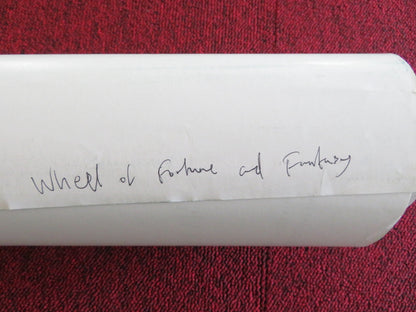 Wheel of Fortune and Fantasy